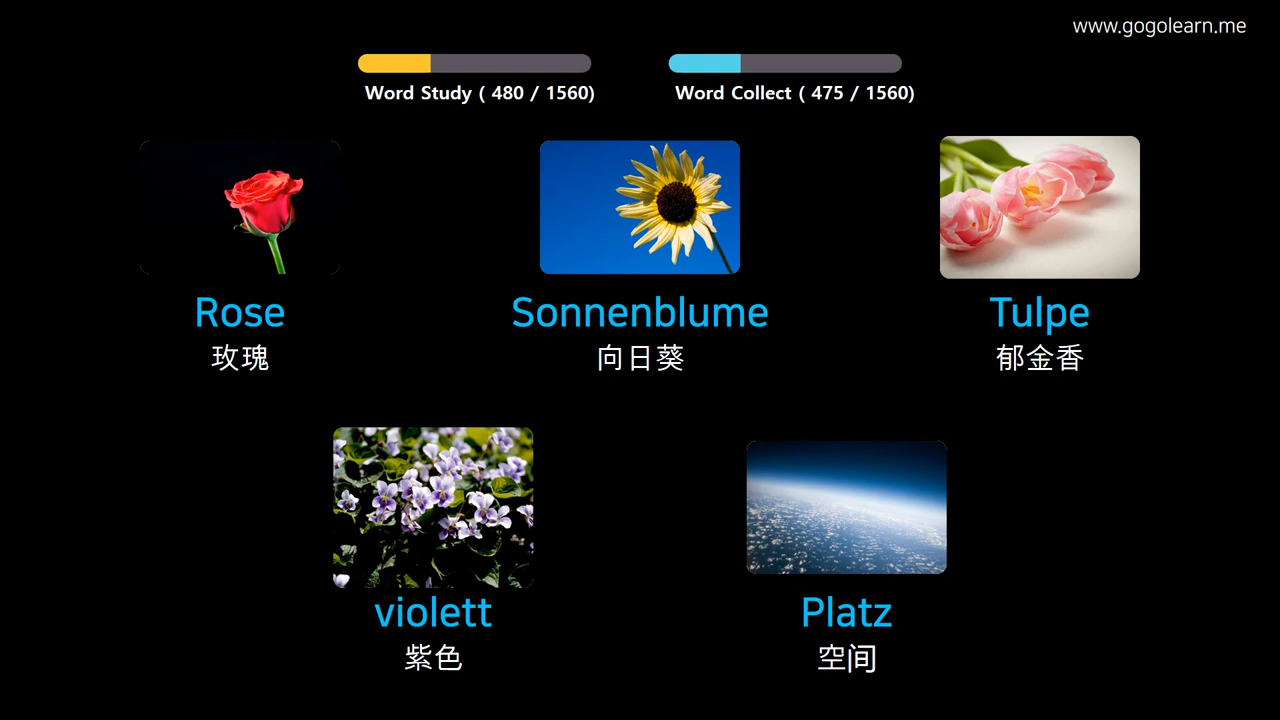 www.gogolearn.me
Word Study ( 480 / 1560)
Word Collect ( 475 / 1560)
Rose
玫瑰
Sonnenblume
向日葵
Tulpe
郁金香
violett
紫色
Platz
空间